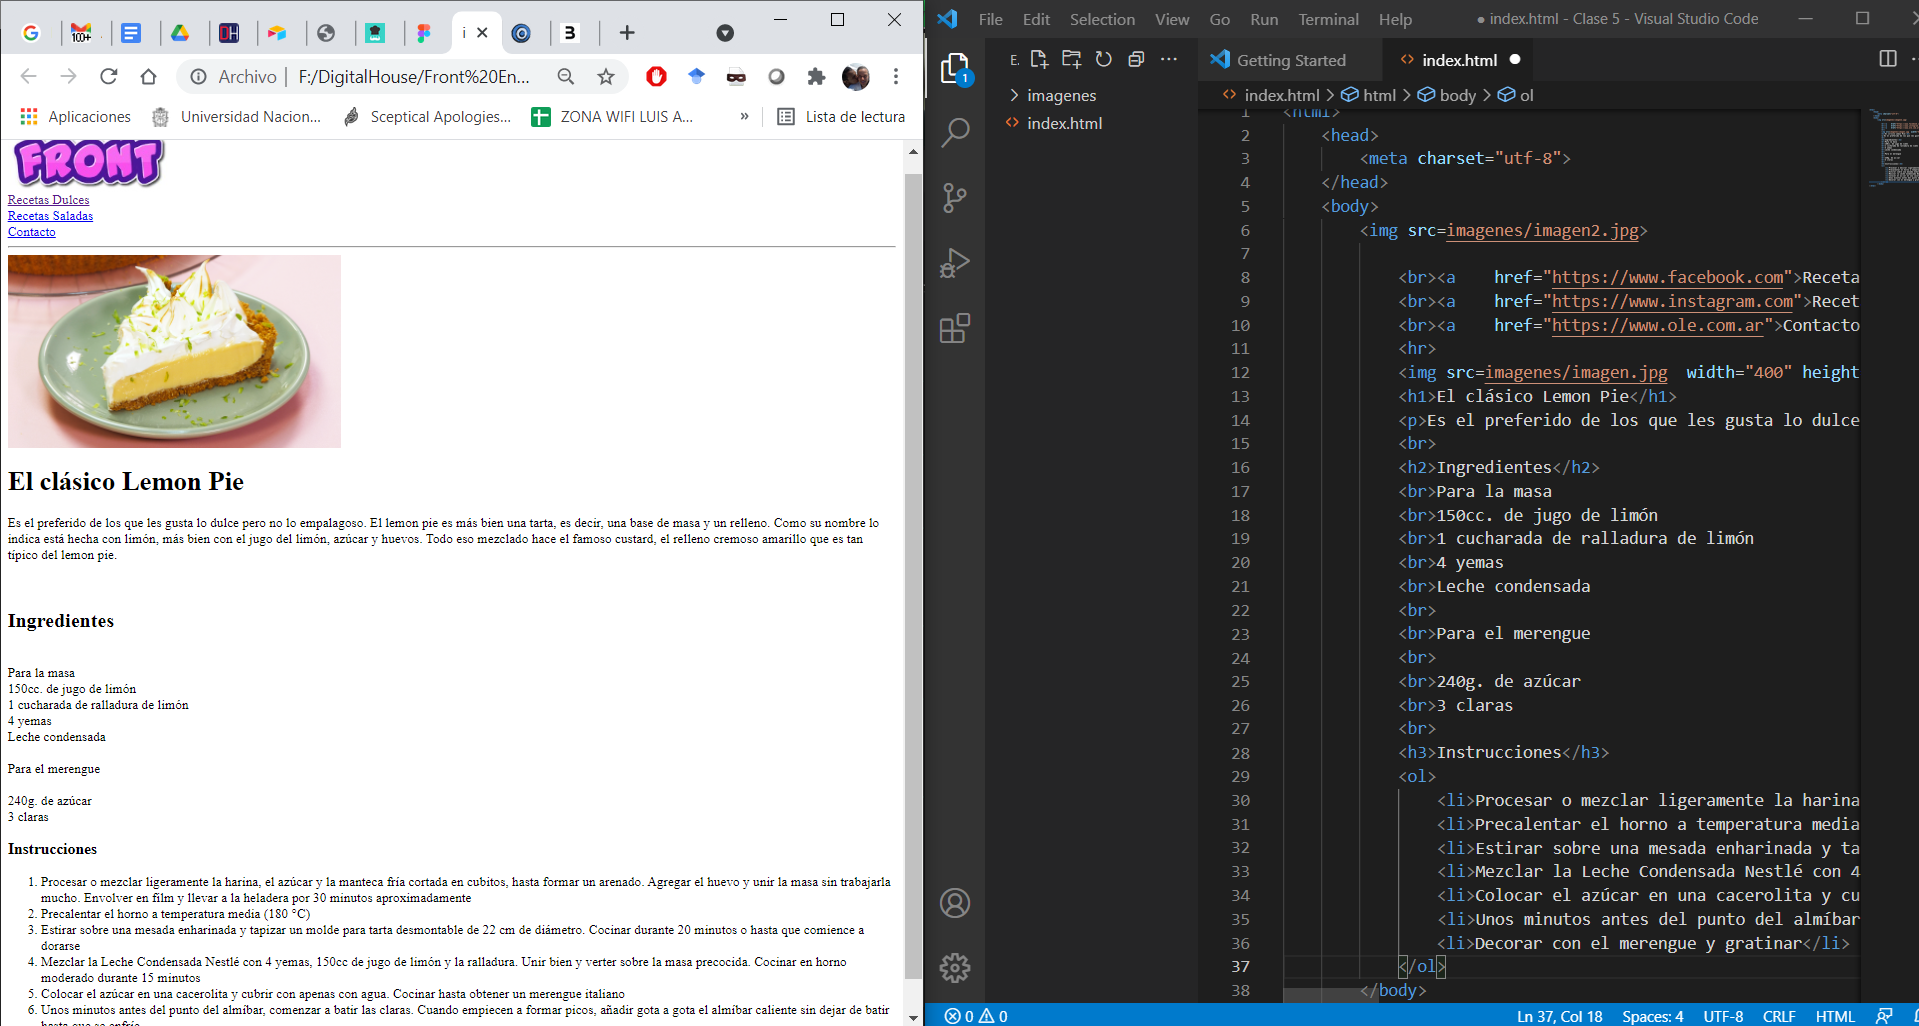 100+
DH
i
B
Archivo | F:/DigitalHouse/Front%20En...
Aplicaciones
Universidad Nacion...
Sceptical Apologies...
ZONA WIFI LUIS A...
»
Lista de lectura
FRONT
Recetas Dulces
Recetas Saladas
Contacto
El clásico Lemon Pie
Es el preferido de los que les gusta lo dulce pero no lo empalagoso. El lemon pie es más bien una tarta, es decir, una base de masa y un relleno. Como su nombre lo
indica está hecha con limón, más bien con el jugo del limón, azúcar y huevos. Todo eso mezclado hace el famoso custard, el relleno cremoso amarillo que es tan
típico del lemon pie.
Ingredientes
Para la masa
150cc. de jugo de limón
1 cucharada de ralladura de limón
4 yemas
Leche condensada
Para el merengue
240g. de azúcar
3 claras
Instrucciones
1. Procesar o mezclar ligeramente la harina, el azúcar y la manteca fría cortada en cubitos, hasta formar un arenado. Agregar el huevo y unir la masa sin trabajarla
mucho. Envolver en film y llevar a la heladera por 30 minutos aproximadamente
2. Precalentar el horno a temperatura media (180 °C)
3. Estirar sobre una mesada enharinada y tapizar un molde para tarta desmontable de 22 cm de diámetro. Cocinar durante 20 minutos o hasta que comience a
dorarse
4. Mezclar la Leche Condensada Nestlé con 4 yemas, 150cc de jugo de limón y la ralladura. Unir bien y verter sobre la masa precocida. Cocinar en horno
moderado durante 15 minutos
5. Colocar el azúcar en una cacerolita y cubrir con apenas con agua. Cocinar hasta obtener un merengue italiano
6. Unos minutos antes del punto del almíbar, comenzar a batir las claras. Cuando empiecen a formar picos, añadir gota a gota el almíbar caliente sin dejar de batir
hasta que se enfríe
File Edit Selection View Go Run Terminal Help
● index.html - Clase 5 - Visual Studio Code
1
E.
imagenes
index.html
Getting Started
index.html
index.html > html > body > ol
1 <html>
2 <head>
3 <meta charset="utf-8">
4 </head>
5 <body>
6 <img src=imagenes/imagen2.jpg>
7
8 <br><a href="https://www.facebook.com">Receta
9 <br><a href="https://www.instagram.com">Recet
10 <br><a href="https://www.ole.com.ar">Contacto
11 <hr>
12 <img src=imagenes/imagen.jpg width="400" height
13 <h1>El clásico Lemon Pie</h1>
14 <p>Es el preferido de los que les gusta lo dulce
15 <br>
16 <h2>Ingredientes</h2>
17 <br>Para la masa
18 <br>150cc. de jugo de limón
19 <br>1 cucharada de ralladura de limón
20 <br>4 yemas
21 <br>Leche condensada
22 <br>
23 <br>Para el merengue
24 <br>
25 <br>240g. de azúcar
26 <br>3 claras
27 <br>
28 <h3>Instrucciones</h3>
29 <ol>
30 <li>Procesar o mezclar ligeramente la harina
31 <li>Precalentar el horno a temperatura media
32 <li>Estirar sobre una mesada enharinada y ta
33 <li>Mezclar la Leche Condensada Nestlé con 4
34 <li>Colocar el azúcar en una cacerolita y cu
35 <li>Unos minutos antes del punto del almíbar
36 <li>Decorar con el merengue y gratinar</li>
37 </ol>
38 </body>
0 0
Ln 37, Col 18 Spaces: 4 UTF-8 CRLF HTML